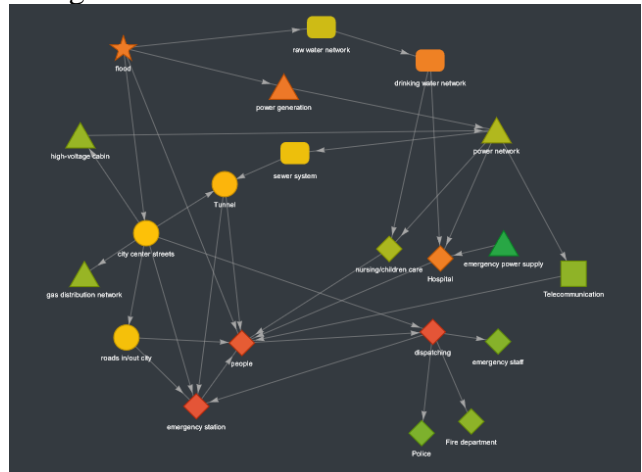 raw water network
flood
drinking water network
power generation
high-voltage cabin
power network
sewer system
Tunnel
city center streets
nursing/children care
Hospital
emergency power supply
gas distribution network
Telecommunication
roads in/out city
people
dispatching
emergency staff
emergency station
Police
Fire department